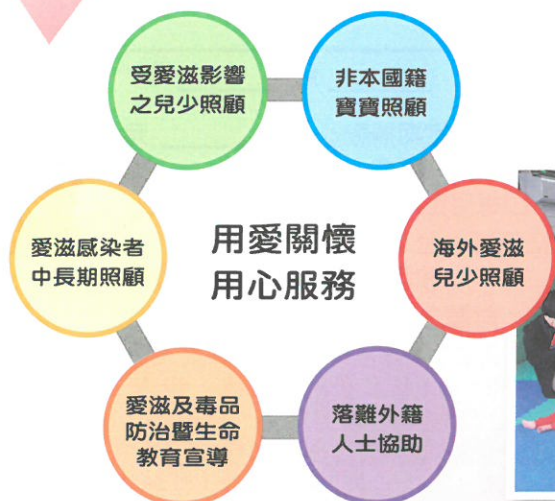 受愛滋影響
之兒少照顧
非本國籍
寶寶照顧
愛滋感染者
中長期照顧
用愛關懷
用心服務
海外愛滋
兒少照顧
愛滋及毒品
防治暨生命
教育宣導
落難外籍
人士協助